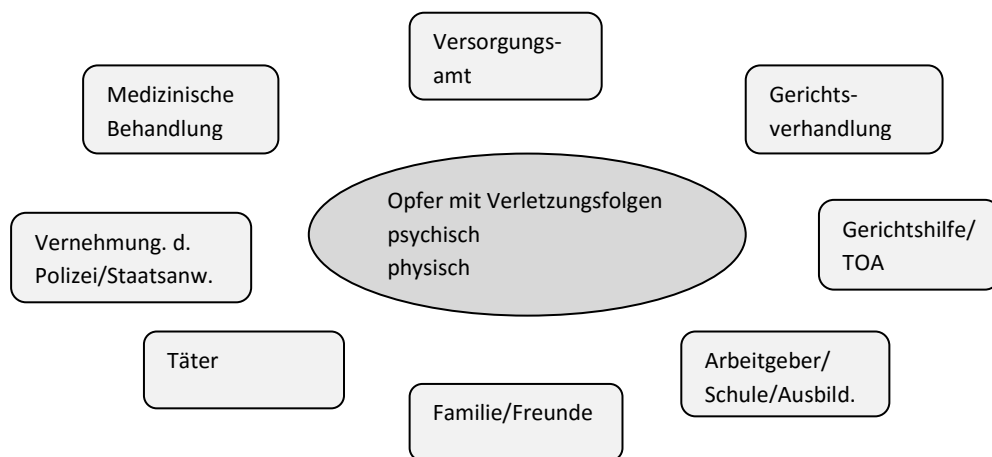 Versorgungs-
amt
Medizinische
Behandlung
Gerichts-
verhandlung
Opfer mit Verletzungsfolgen
psychisch
physisch
Vernehmung. d.
Polizei/Staatsanw.
Gerichtshilfe/
TOA
Täter
Arbeitgeber/
Schule/Ausbild.
Familie/Freunde